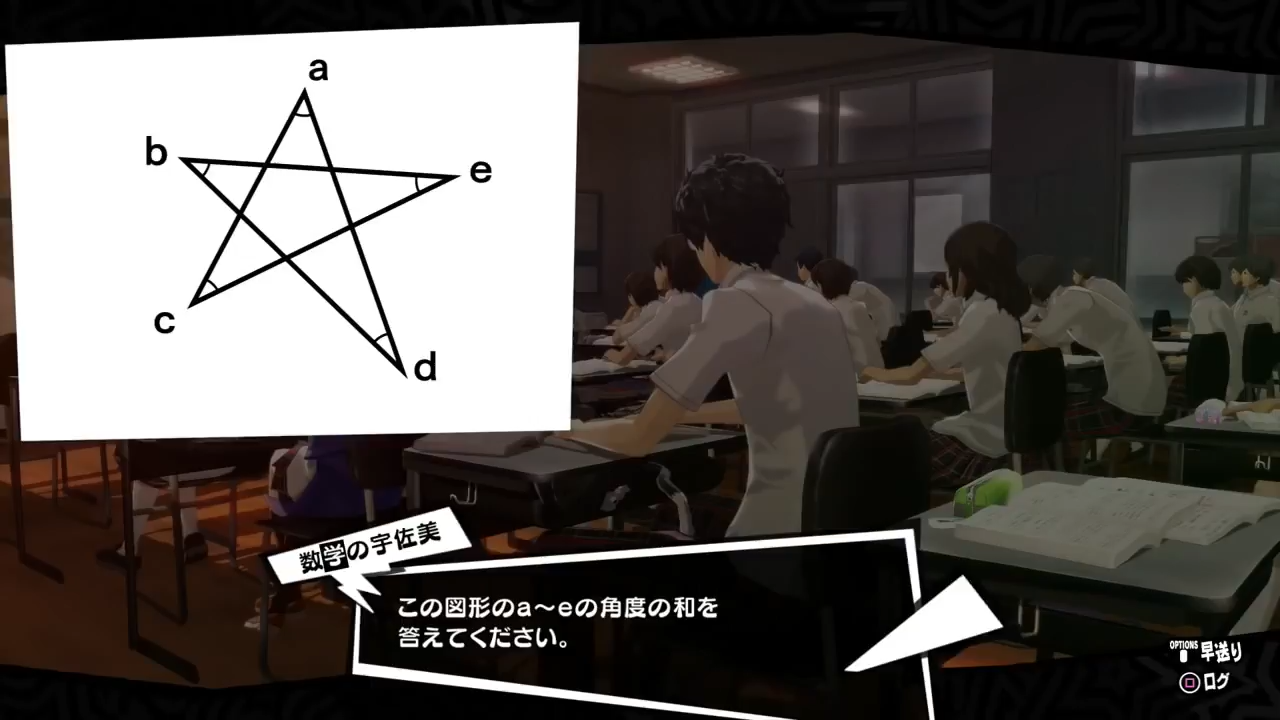 a
b
e
c
d
数学の宇佐美
この図形のa～eの角度の和を
答えてください。
OPTIONS 早送り
ログ